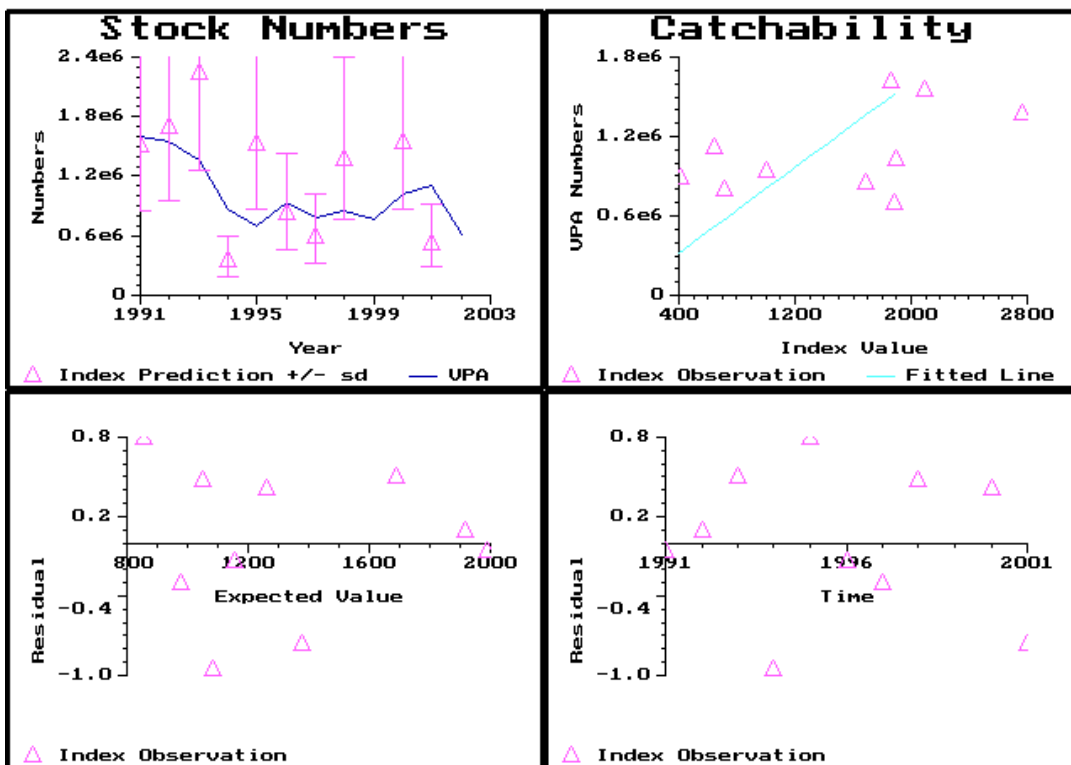 Stock Numbers
2.4e6
1.8e6
1.2e6
0.6e6
0
Numbers
1991 1995 1999 2003
Year
Index Prediction +/- sd VPA
Catchability
1.8e6
1.2e6
0.6e6
0
VPA Numbers
400 1200 2000 2800
Index Value
Index Observation Fitted Line
0.8
0.2
-0.4
-1.0
Residual
800 1200 1600 2000
Expected Value
Index Observation
0.8
0.2
-0.4
-1.0
Residual
1991 1996 2001
Time
Index Observation